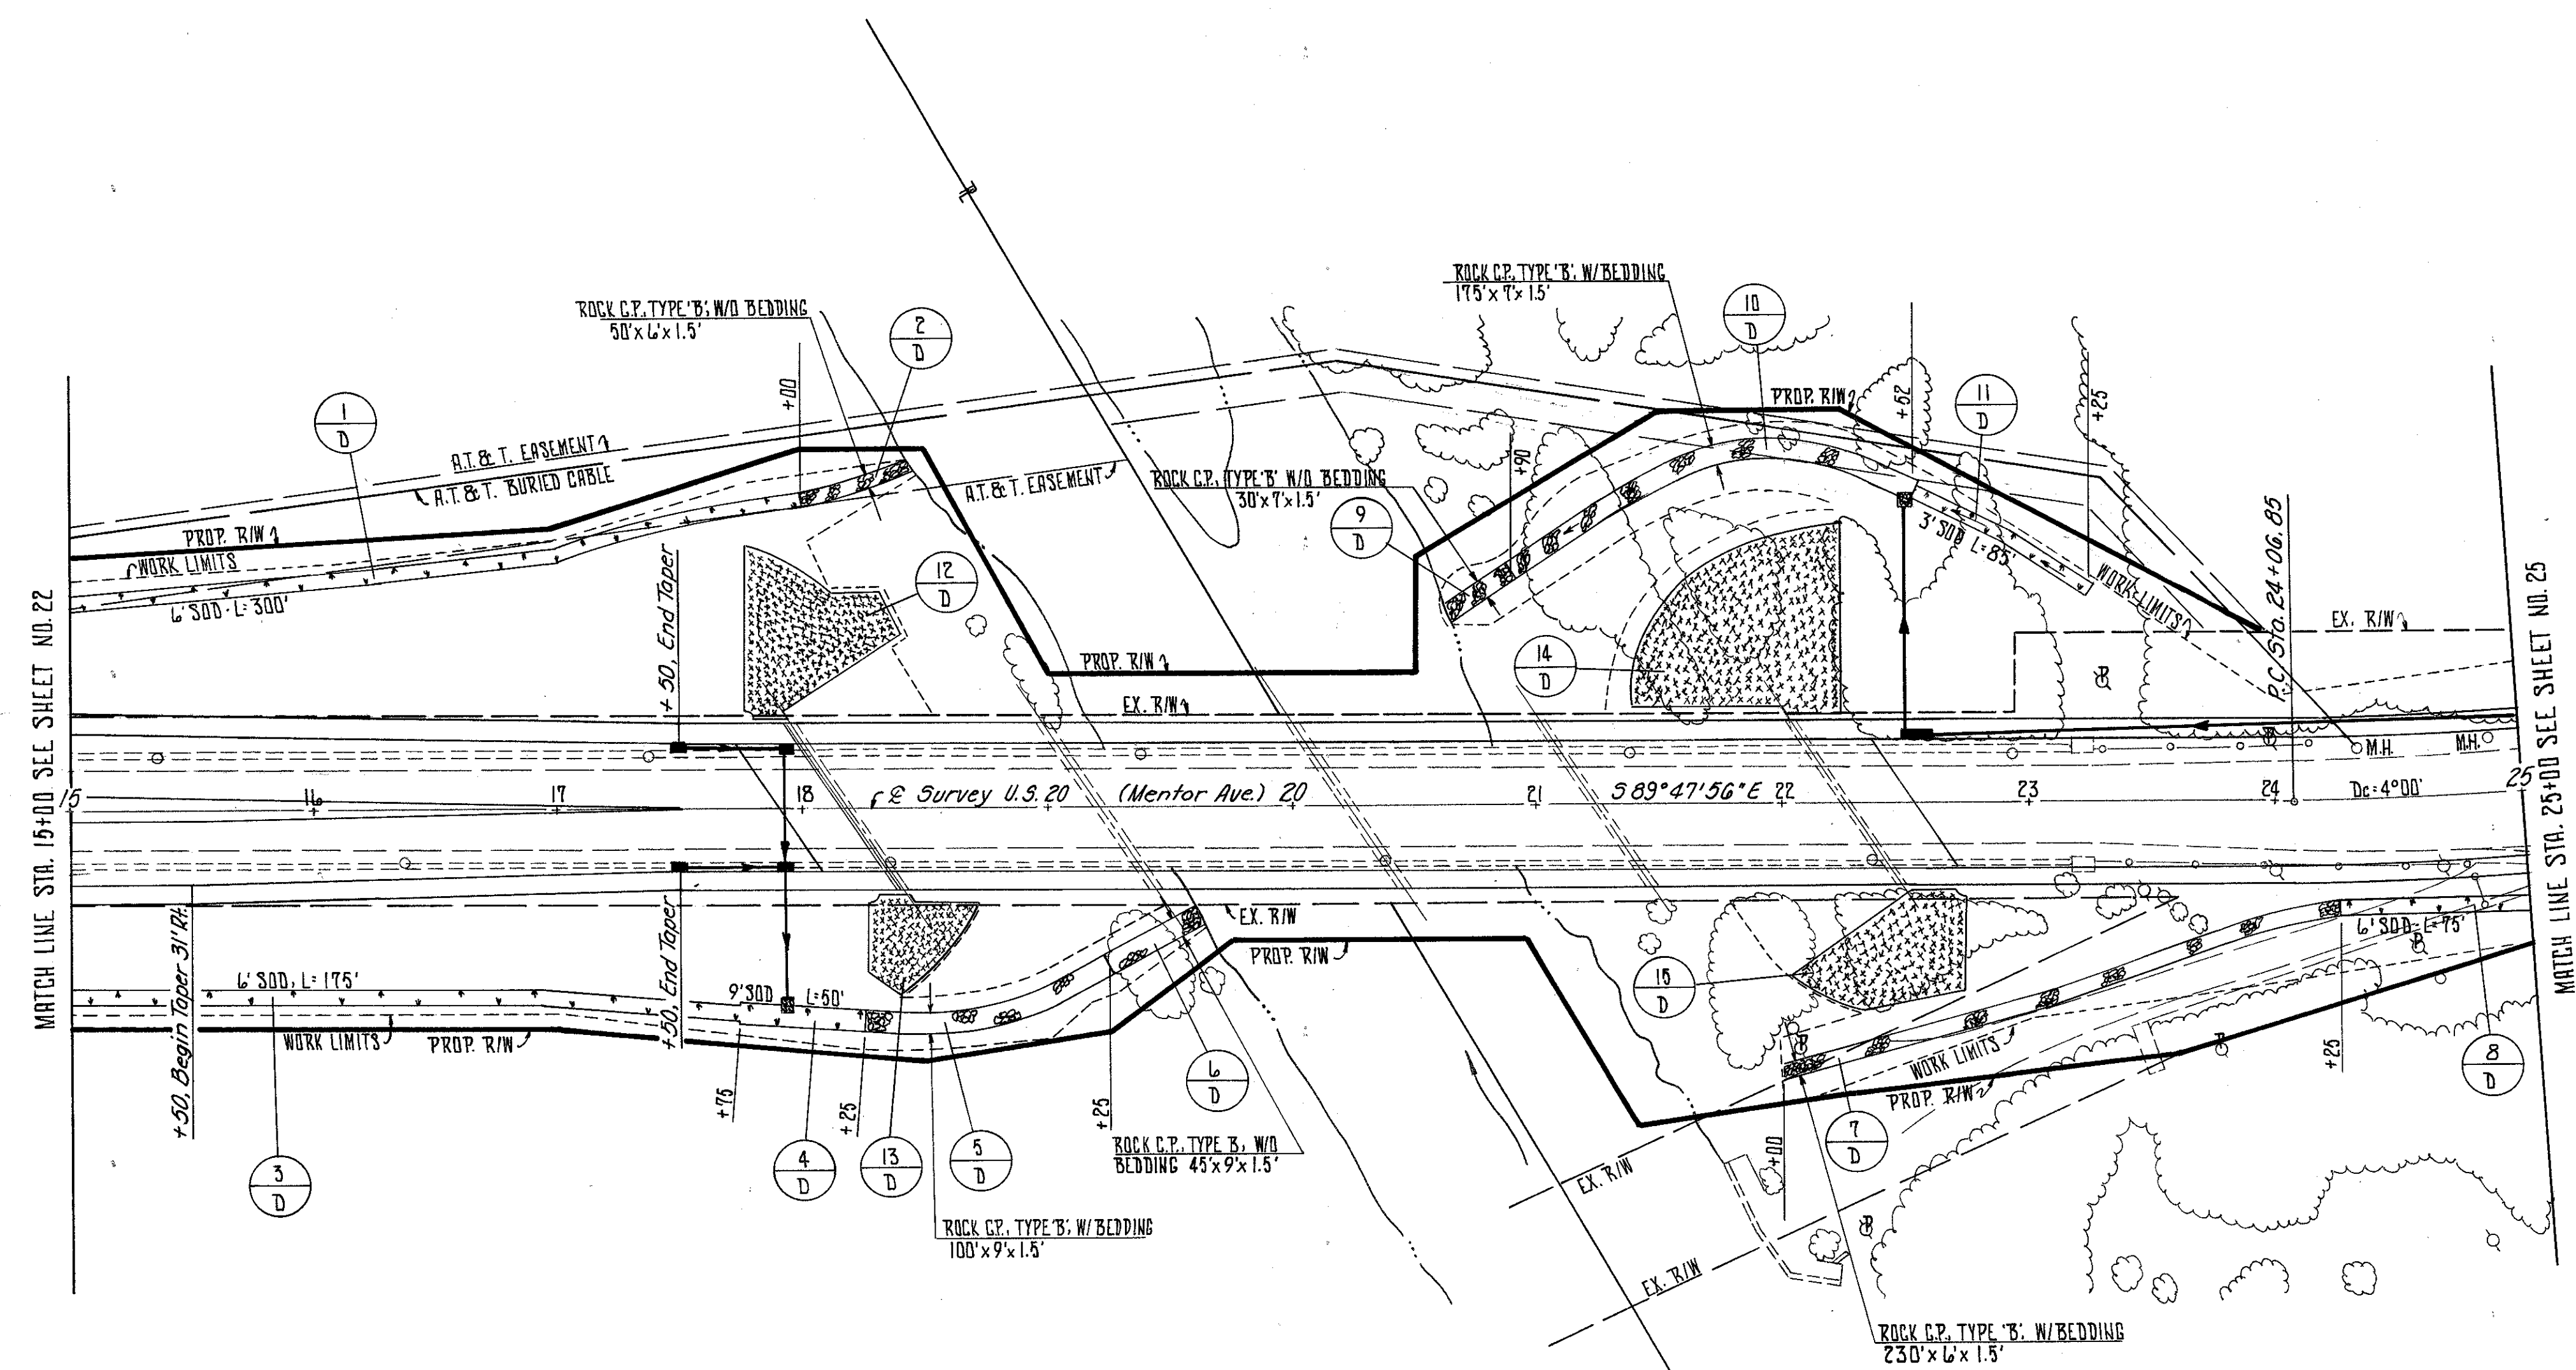 ROCK C.P., TYPE 'B', W/BEDDING
175' x 7' x 1.5'
10
D
ROCK C.P., TYPE 'B', W/O BEDDING
50' x 6' x 1.5'
2
D
+00
1
D
A.T. & T. EASEMENT
A.T. & T. BURIED CABLE
A.T. & T. EASEMENT
PROP. R/W
+52
11
D
+25
+90
ROCK C.P., TYPE 'B' W/O BEDDING
30' x 7' x 1.5'
9
D
PROP. R/W
WORK LIMITS
6' SOD - L= 300'
3' SOD L= 85'
WORK LIMITS
P.C. Sta. 24+06.85
12
D
+ 50, End Taper
14
D
PROP. R/W
EX. R/W
EX. R/W
M.H.
M.H.
MATCH LINE STA. 15+00 SEE SHEET NO. 22
15
16
17
18
₠ Survey U.S. 20 (Mentor Ave.)
20
21
S 89°47'56" E
22
23
24
Dc = 4°00'
25
MATCH LINE STA. 25+00 SEE SHEET NO. 25
+50, Begin Taper 31' Rt.
+50, End Taper
6' SOD, L= 175'
9' SOD L=50'
EX. R/W
PROP. R/W
6' SOD - L= 75'
15
D
WORK LIMITS
PROP. R/W
WORK LIMITS
PROP. R/W
+75
+25
+25
+00
+25
3
D
4
D
13
D
5
D
6
D
7
D
8
D
ROCK C.P., TYPE B, W/O
BEDDING 45' x 9' x 1.5'
EX. R/W
EX. R/W
ROCK C.P., TYPE 'B', W/BEDDING
100' x 9' x 1.5'
ROCK C.P., TYPE 'B', W/BEDDING
230' x 6' x 1.5'